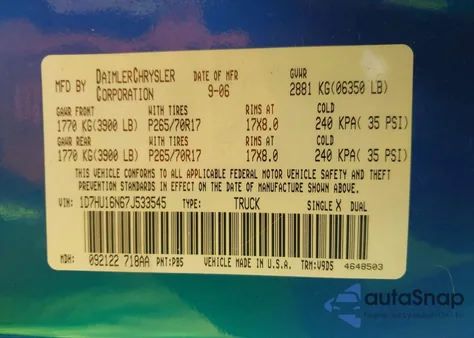 MFD BY DAIMLERCHRYSLER CORPORATION DATE OF MFR 9-06 GVWR 2881 KG(06350 LB)
GAWR FRONT WITH TIRES RIMS AT COLD
1770 KG(3900 LB) P265/70R17 17X8.0 240 KPA( 35 PSI)
GAWR REAR WITH TIRES RIMS AT COLD
1770 KG(3900 LB) P265/70R17 17X8.0 240 KPA( 35 PSI)
THIS VEHICLE CONFORMS TO ALL APPLICABLE FEDERAL MOTOR VEHICLE SAFETY AND THEFT
PREVENTION STANDARDS IN EFFECT ON THE DATE OF MANUFACTURE SHOWN ABOVE.
VIN: 1D7HU16N67J533545 TYPE: TRUCK SINGLE X DUAL
MDH: 092122 718AA PNT:PB5 VEHICLE MADE IN U.S.A. TRM:V9D5
4648503
autaSnap